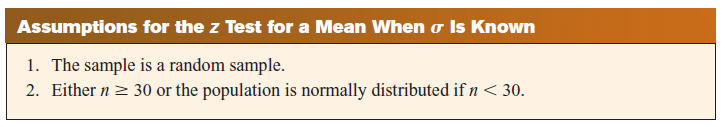 Assumptions for the z Test for a Mean When σ Is Known
1. The sample is a random sample.
2. Either n ≥ 30 or the population is normally distributed if n < 30.